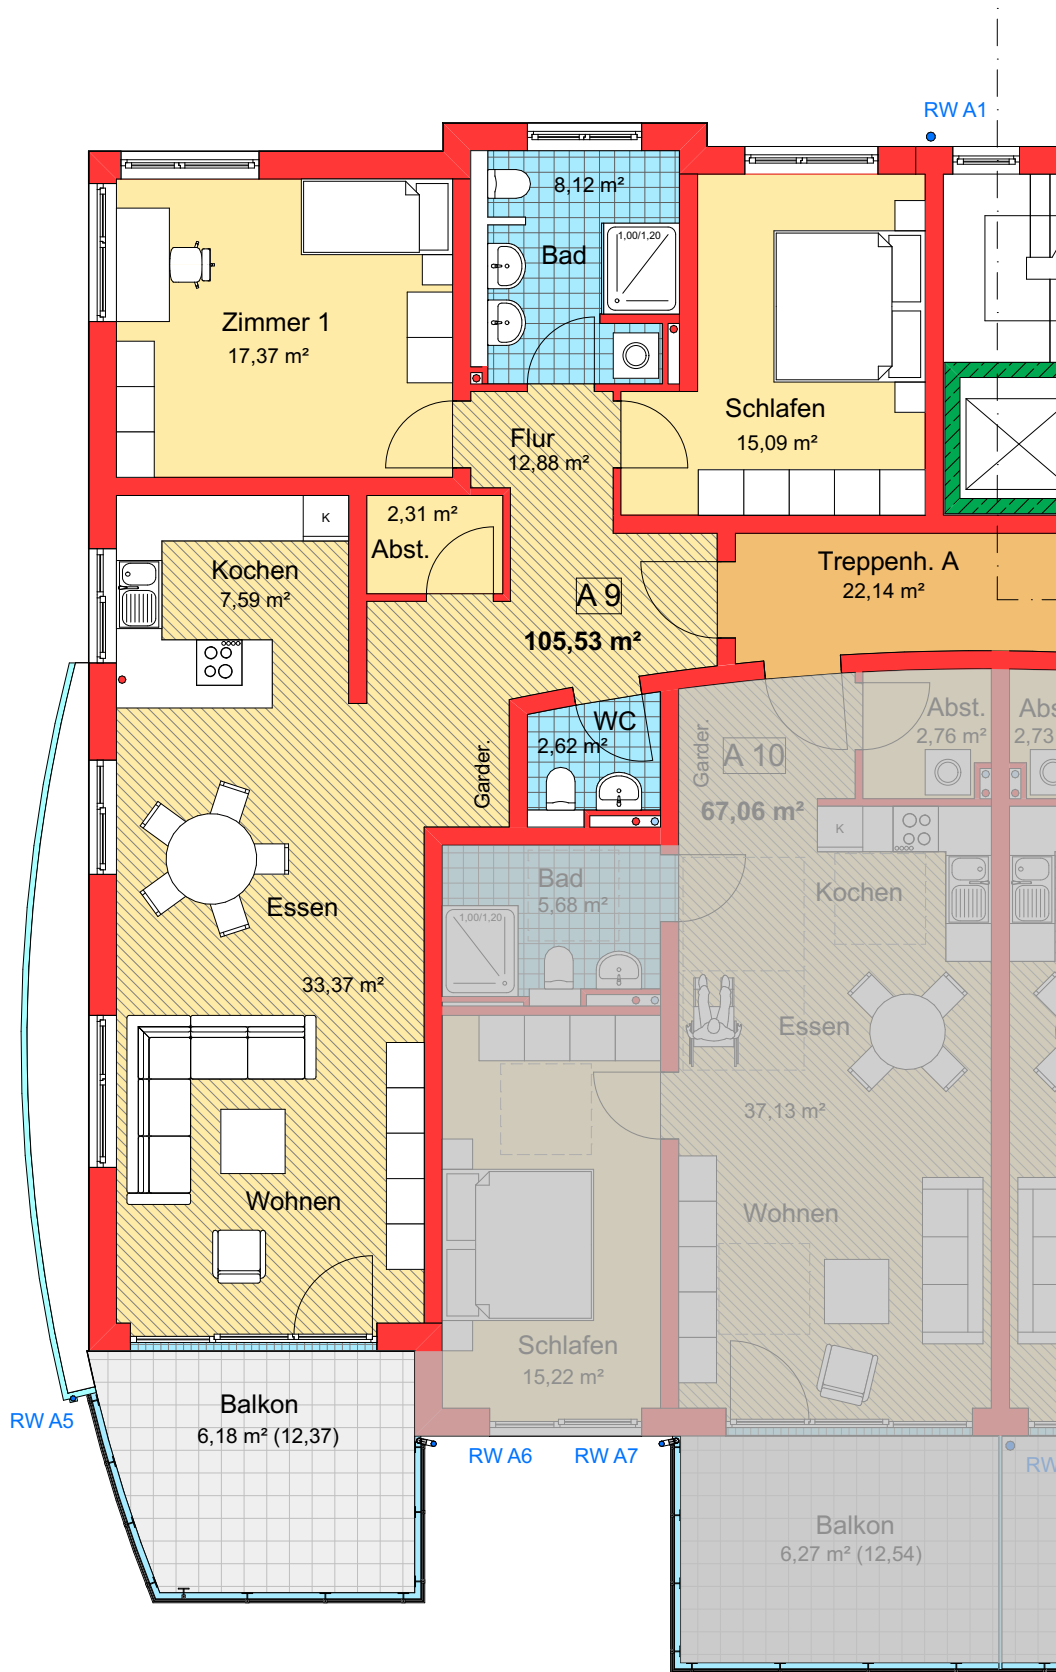 RW A1
8,12 m²
1,00/1,20
Bad
Zimmer 1
17,37 m²
Schlafen
15,09 m²
Flur
12,88 m²
K
2,31 m²
Abst.
Kochen
7,59 m²
Treppenh. A
22,14 m²
A 9
105,53 m²
WC
2,62 m²
Garder.
Garder.
A 10
67,06 m²
Abst.
2,76 m²
2,73
K
Bad
5,68 m²
1,00/1,20
Kochen
Essen
33,37 m²
Essen
37,13 m²
Wohnen
Wohnen
Schlafen
15,22 m²
Balkon
6,18 m² (12,37)
RW A5
RW A6
RW A7
RW
Balkon
6,27 m² (12,54)